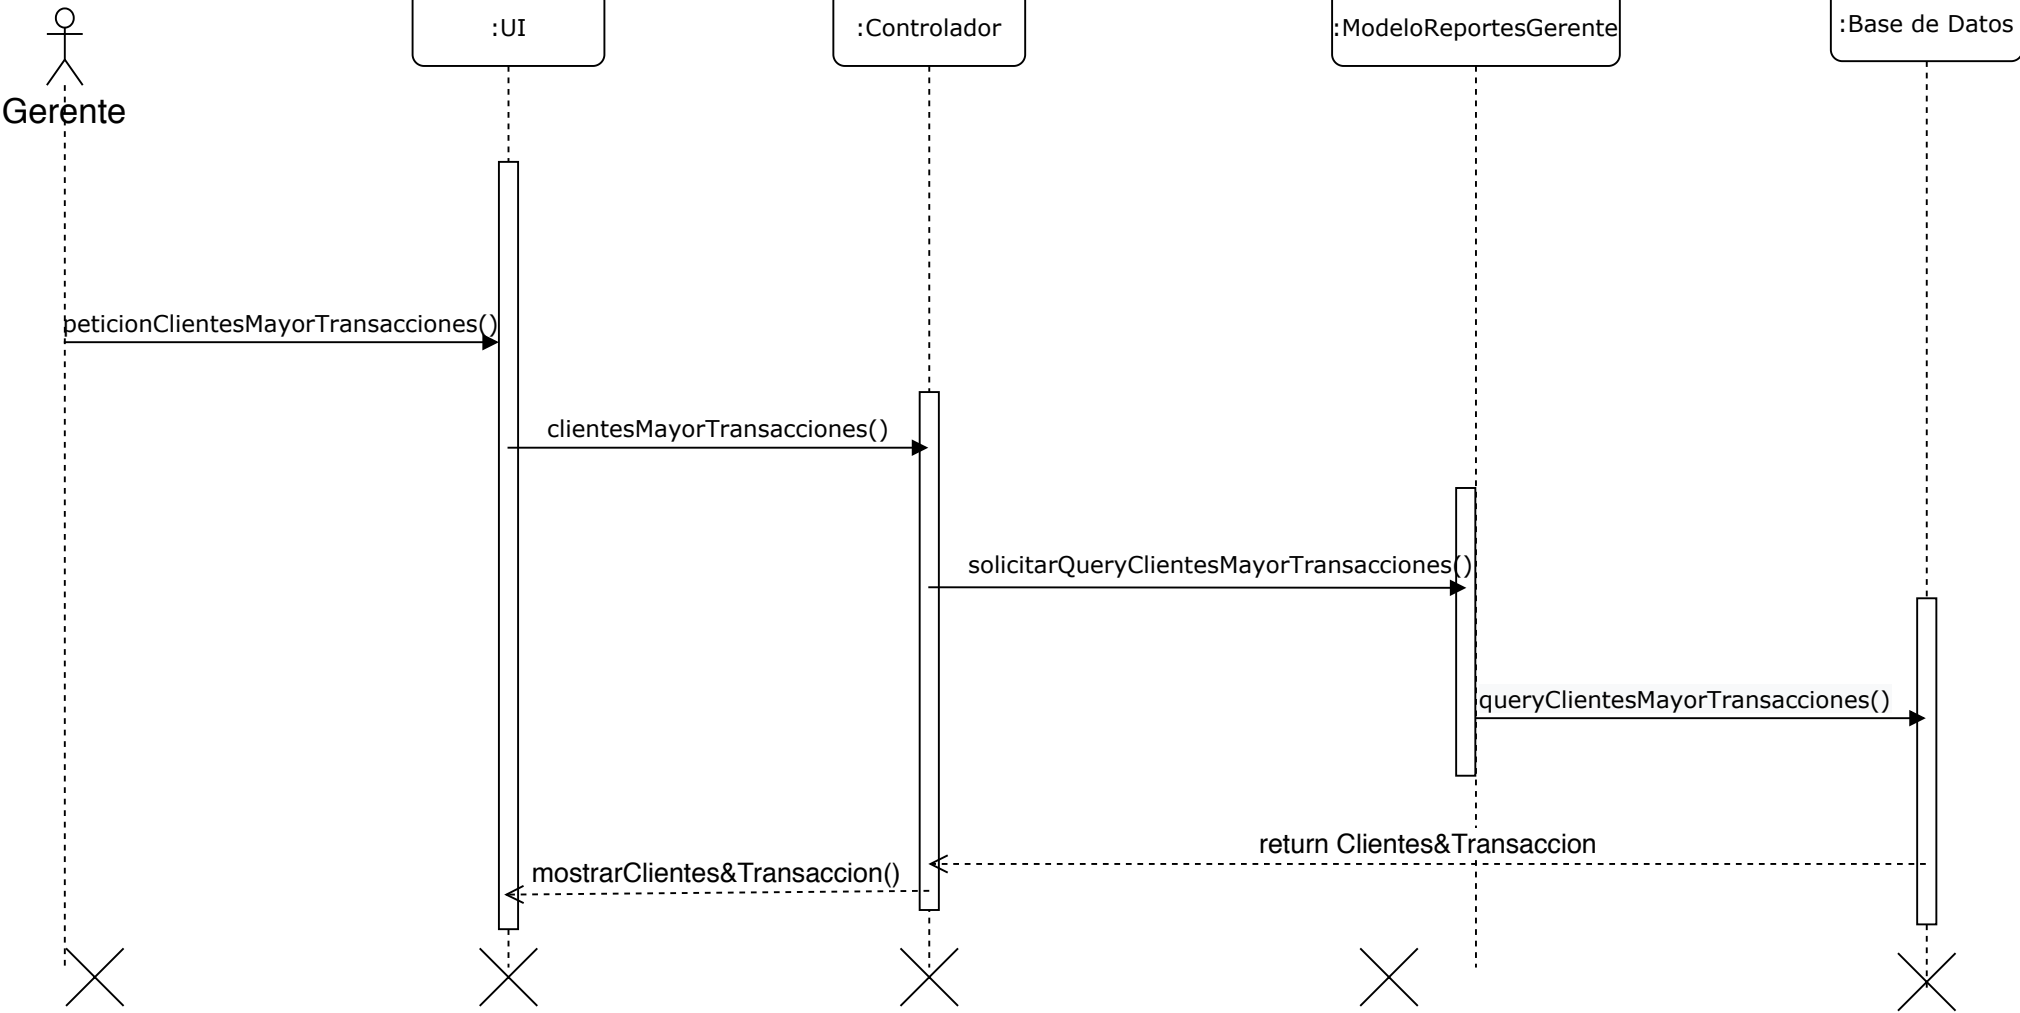 :UI
:Controlador
:ModeloReportesGerente
:Base de Datos
Gerente
peticionClientesMayorTransacciones()
clientesMayorTransacciones()
solicitarQueryClientesMayorTransacciones()
queryClientesMayorTransacciones()
return Clientes&Transaccion
mostrarClientes&Transaccion()